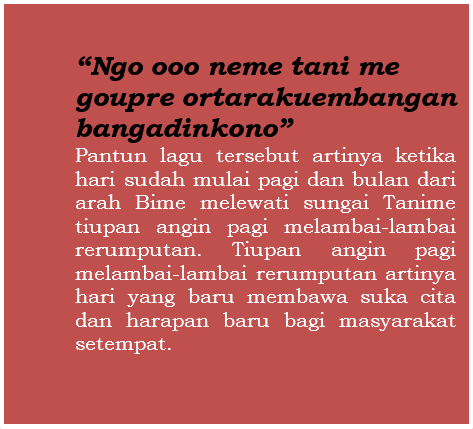 “Ngo ooo neme tani me
goupre ortarakuembangan
bangadinkono”
Pantun lagu tersebut artinya ketika
hari sudah mulai pagi dan bulan dari
arah Bime melewati sungai Tanime
tiupan angin pagi melambai-lambai
rerumputan. Tiupan angin pagi
melambai-lambai rerumputan artinya
hari yang baru membawa suka cita
dan harapan baru bagi masyarakat
setempat.